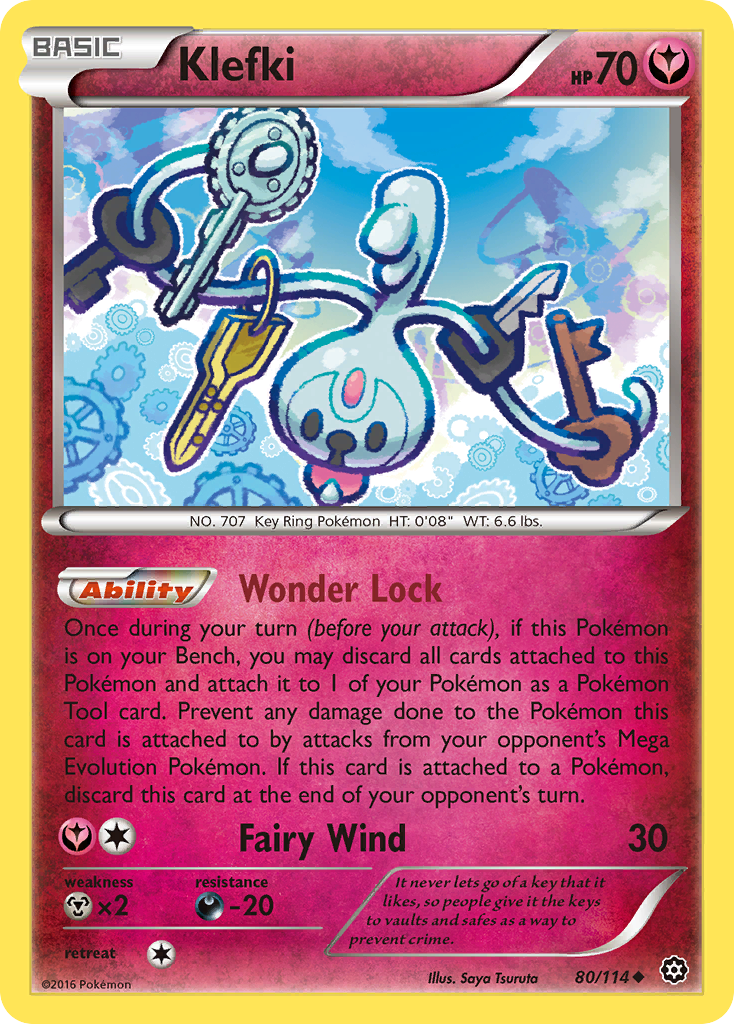 BASIC
Klefki
HP 70
NO. 707 Key Ring Pokémon HT: 0'08" WT: 6.6 lbs.
Ability Wonder Lock
Once during your turn (before your attack), if this Pokémon
is on your Bench, you may discard all cards attached to this
Pokémon and attach it to 1 of your Pokémon as a Pokémon
Tool card. Prevent any damage done to the Pokémon this
card is attached to by attacks from your opponent's Mega
Evolution Pokémon. If this card is attached to a Pokémon,
discard this card at the end of your opponent's turn.
Fairy Wind 30
weakness
×2
resistance
-20
retreat
It never lets go of a key that it
likes, so people give it the keys
to vaults and safes as a way to
prevent crime.
©2016 Pokémon
Illus. Saya Tsuruta
80/114